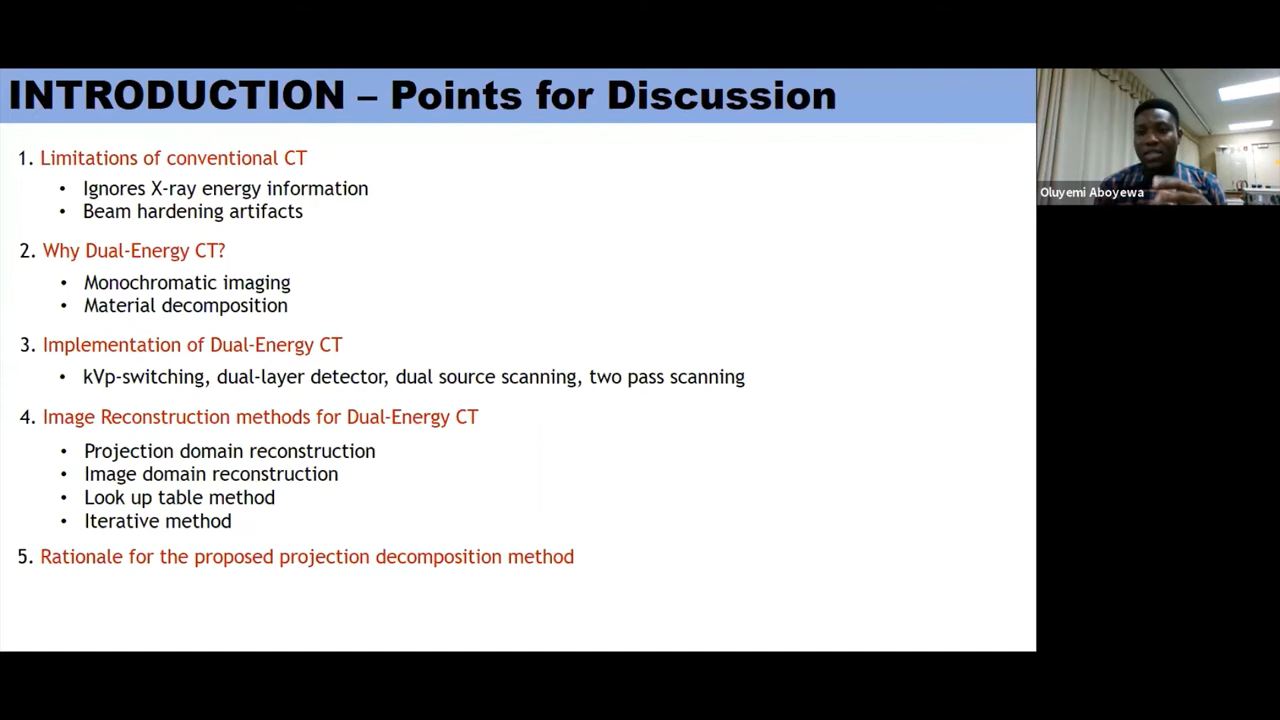 INTRODUCTION – Points for Discussion
1. Limitations of conventional CT
• Ignores X-ray energy information
• Beam hardening artifacts
2. Why Dual-Energy CT?
• Monochromatic imaging
• Material decomposition
3. Implementation of Dual-Energy CT
• kVp-switching, dual-layer detector, dual source scanning, two pass scanning
4. Image Reconstruction methods for Dual-Energy CT
• Projection domain reconstruction
• Image domain reconstruction
• Look up table method
• Iterative method
5. Rationale for the proposed projection decomposition method
Oluyemi Aboyewa